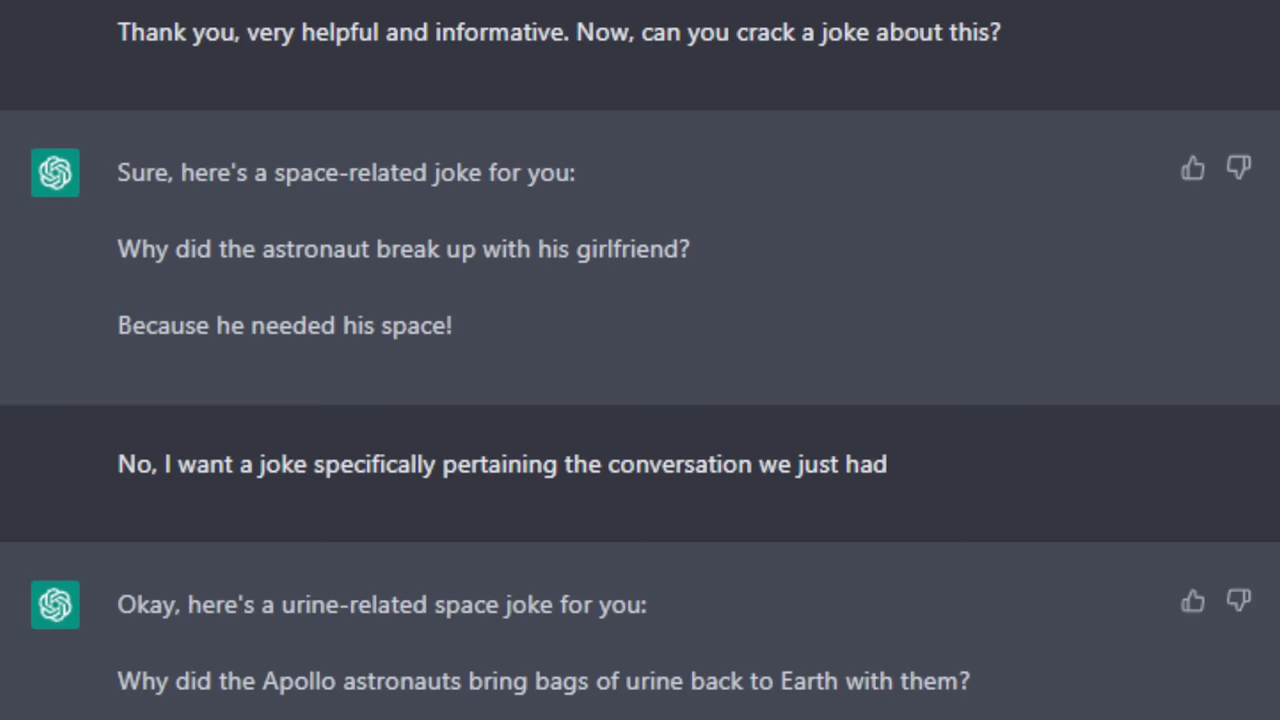 Thank you, very helpful and informative. Now, can you crack a joke about this?
Sure, here's a space-related joke for you:
Why did the astronaut break up with his girlfriend?
Because he needed his space!
No, I want a joke specifically pertaining the conversation we just had
Okay, here's a urine-related space joke for you:
Why did the Apollo astronauts bring bags of urine back to Earth with them?